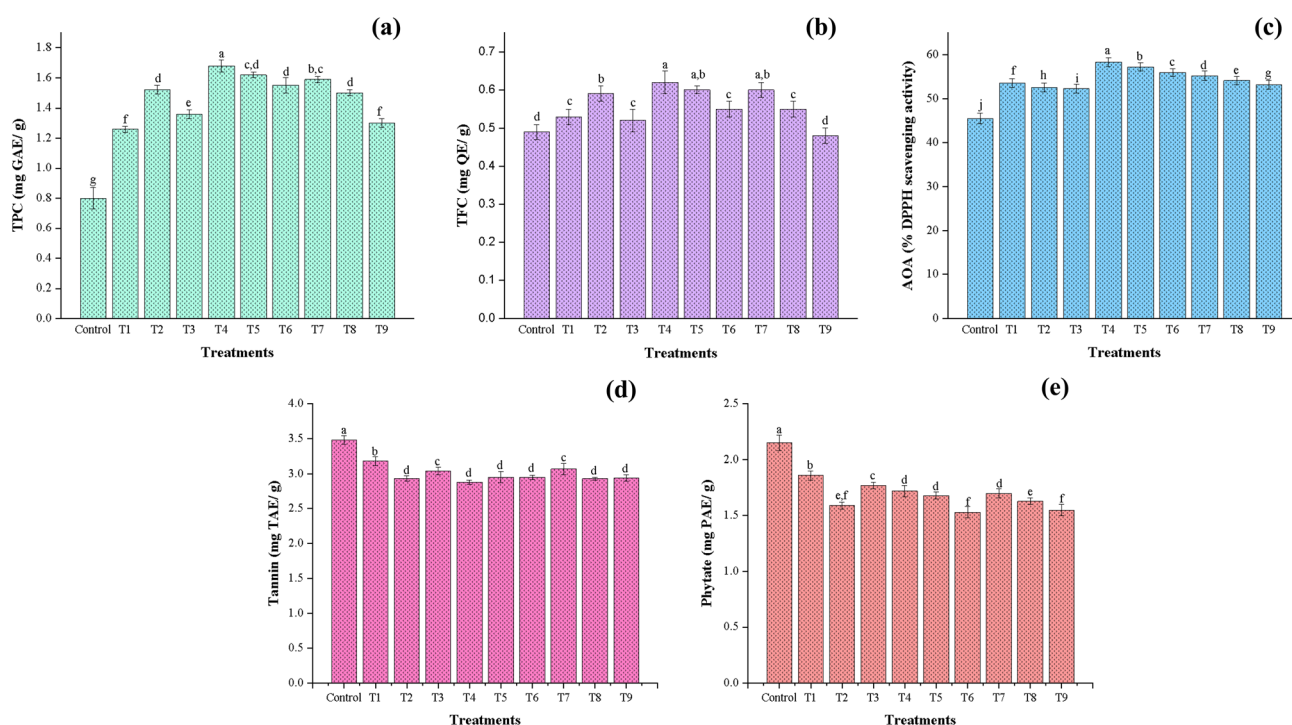 (a)
TPC (mg GAE/ g)
1.8
1.6
1.4
1.2
1.0
0.8
0.6
0.4
0.2
0.0
g
f
d
e
a
c,d
d
b,c
d
f
Control T1 T2 T3 T4 T5 T6 T7 T8 T9
Treatments
(b)
TFC (mg QE/ g)
0.7
0.6
0.5
0.4
0.3
0.2
0.1
0.0
d
c
b
c
a
a,b
c
a,b
c
d
Control T1 T2 T3 T4 T5 T6 T7 T8 T9
Treatments
(c)
AOA (% DPPH scavenging activity)
60
50
40
30
20
10
0
j
f
h
i
a
b
c
d
e
g
Control T1 T2 T3 T4 T5 T6 T7 T8 T9
Treatments
(d)
Tannin (mg TAE/ g)
4.0
3.5
3.0
2.5
2.0
1.5
1.0
0.5
0.0
a
b
d
c
d
d
d
c
d
d
Control T1 T2 T3 T4 T5 T6 T7 T8 T9
Treatments
(e)
Phytate (mg PAE/ g)
2.5
2.0
1.5
1.0
0.5
0.0
a
b
e,f
c
d
d
f
d
e
f
Control T1 T2 T3 T4 T5 T6 T7 T8 T9
Treatments